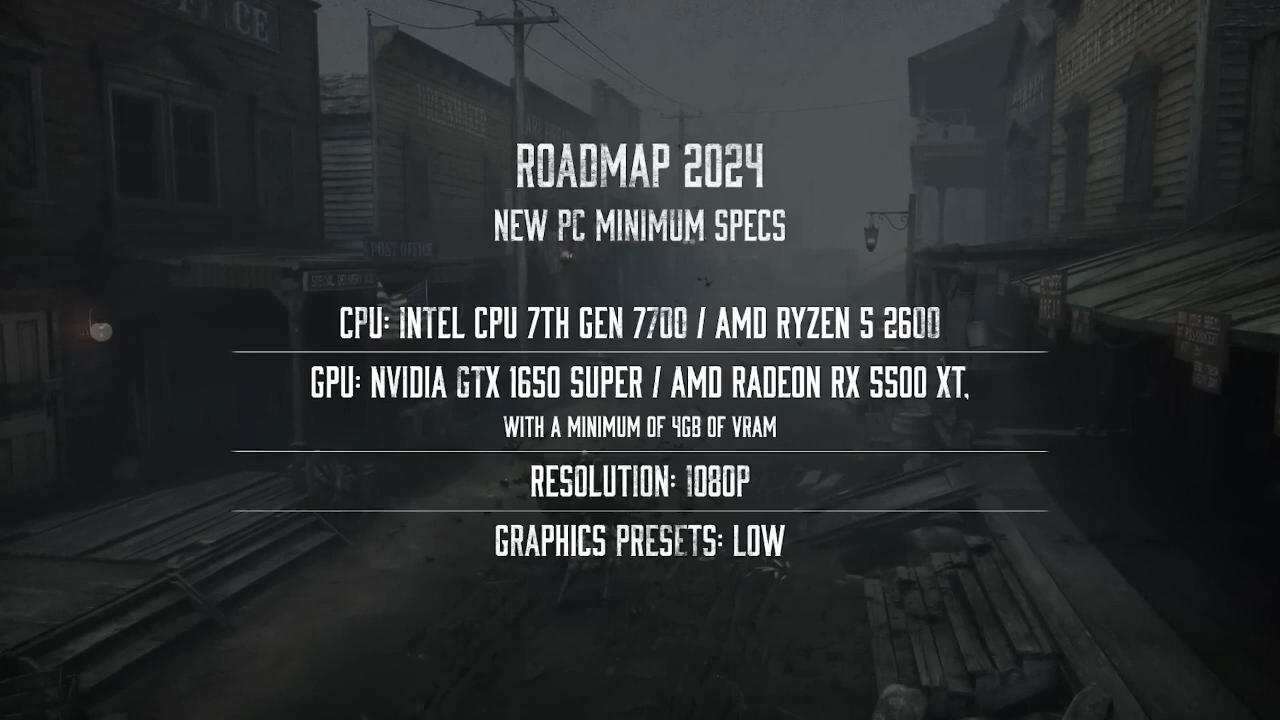 OFFICE
POST OFFICE
ROADMAP 2024
NEW PC MINIMUM SPECS
CPU: INTEL CPU 7TH GEN 7700 / AMD RYZEN 5 2600
GPU: NVIDIA GTX 1650 SUPER / AMD RADEON RX 5500 XT,
WITH A MINIMUM OF 4GB OF VRAM
RESOLUTION: 1080P
GRAPHICS PRESETS: LOW